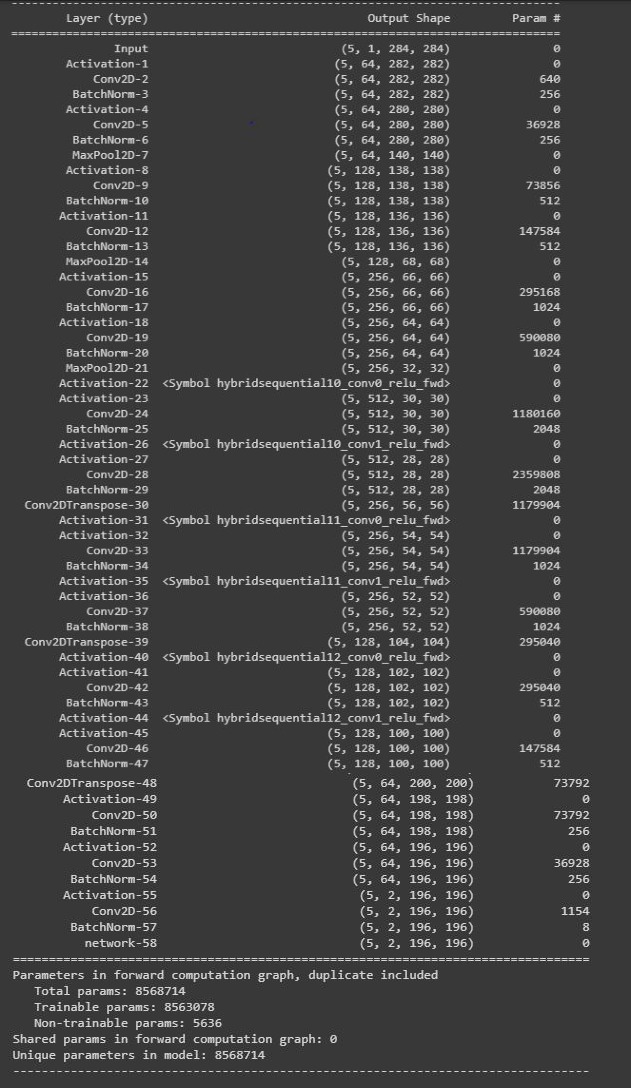 --------------------------------------------------------------------------------
Layer (type) Output Shape Param #
================================================================================
Input (5, 1, 284, 284) 0
Activation-1 (5, 64, 282, 282) 0
Conv2D-2 (5, 64, 282, 282) 640
BatchNorm-3 (5, 64, 282, 282) 256
Activation-4 (5, 64, 280, 280) 0
Conv2D-5 (5, 64, 280, 280) 36928
BatchNorm-6 (5, 64, 280, 280) 256
MaxPool2D-7 (5, 64, 140, 140) 0
Activation-8 (5, 128, 138, 138) 0
Conv2D-9 (5, 128, 138, 138) 73856
BatchNorm-10 (5, 128, 138, 138) 512
Activation-11 (5, 128, 136, 136) 0
Conv2D-12 (5, 128, 136, 136) 147584
BatchNorm-13 (5, 128, 136, 136) 512
MaxPool2D-14 (5, 128, 68, 68) 0
Activation-15 (5, 256, 66, 66) 0
Conv2D-16 (5, 256, 66, 66) 295168
BatchNorm-17 (5, 256, 66, 66) 1024
Activation-18 (5, 256, 64, 64) 0
Conv2D-19 (5, 256, 64, 64) 590080
BatchNorm-20 (5, 256, 64, 64) 1024
MaxPool2D-21 (5, 256, 32, 32) 0
Activation-22 <Symbol hybridsequential10_conv0_relu_fwd> 0
Activation-23 (5, 512, 30, 30) 0
Conv2D-24 (5, 512, 30, 30) 1180160
BatchNorm-25 (5, 512, 30, 30) 2048
Activation-26 <Symbol hybridsequential10_conv1_relu_fwd> 0
Activation-27 (5, 512, 28, 28) 0
Conv2D-28 (5, 512, 28, 28) 2359808
BatchNorm-29 (5, 512, 28, 28) 2048
Conv2DTranspose-30 (5, 256, 56, 56) 1179904
Activation-31 <Symbol hybridsequential11_conv0_relu_fwd> 0
Activation-32 (5, 256, 54, 54) 0
Conv2D-33 (5, 256, 54, 54) 1179904
BatchNorm-34 (5, 256, 54, 54) 1024
Activation-35 <Symbol hybridsequential11_conv1_relu_fwd> 0
Activation-36 (5, 256, 52, 52) 0
Conv2D-37 (5, 256, 52, 52) 590080
BatchNorm-38 (5, 256, 52, 52) 1024
Conv2DTranspose-39 (5, 128, 104, 104) 295040
Activation-40 <Symbol hybridsequential12_conv0_relu_fwd> 0
Activation-41 (5, 128, 102, 102) 0
Conv2D-42 (5, 128, 102, 102) 295040
BatchNorm-43 (5, 128, 102, 102) 512
Activation-44 <Symbol hybridsequential12_conv1_relu_fwd> 0
Activation-45 (5, 128, 100, 100) 0
Conv2D-46 (5, 128, 100, 100) 147584
BatchNorm-47 (5, 128, 100, 100) 512
Conv2DTranspose-48 (5, 64, 200, 200) 73792
Activation-49 (5, 64, 198, 198) 0
Conv2D-50 (5, 64, 198, 198) 73792
BatchNorm-51 (5, 64, 198, 198) 256
Activation-52 (5, 64, 196, 196) 0
Conv2D-53 (5, 64, 196, 196) 36928
BatchNorm-54 (5, 64, 196, 196) 256
Activation-55 (5, 2, 196, 196) 0
Conv2D-56 (5, 2, 196, 196) 1154
BatchNorm-57 (5, 2, 196, 196) 8
network-58 (5, 2, 196, 196) 0
================================================================================
Parameters in forward computation graph, duplicate included
Total params: 8568714
Trainable params: 8563078
Non-trainable params: 5636
Shared params in forward computation graph: 0
Unique parameters in model: 8568714
--------------------------------------------------------------------------------